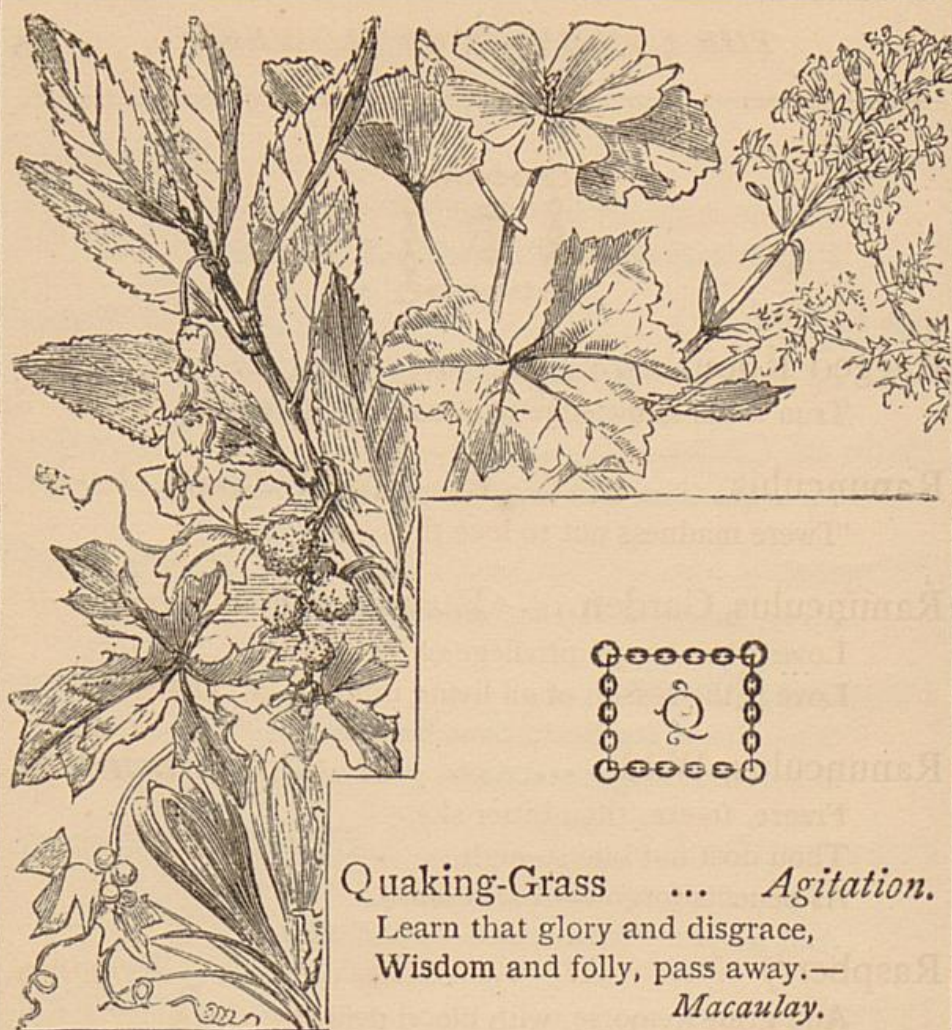 Q
Quaking-Grass ... Agitation.
Learn that glory and disgrace,
Wisdom and folly, pass away.—
Macaulay.